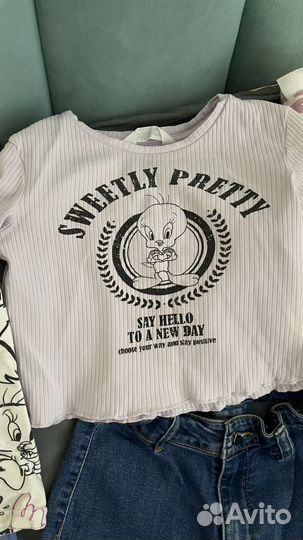 SWEETLY PRETTY
SAY HELLO
TO A NEW DAY
choose your way and stay positive
Avito